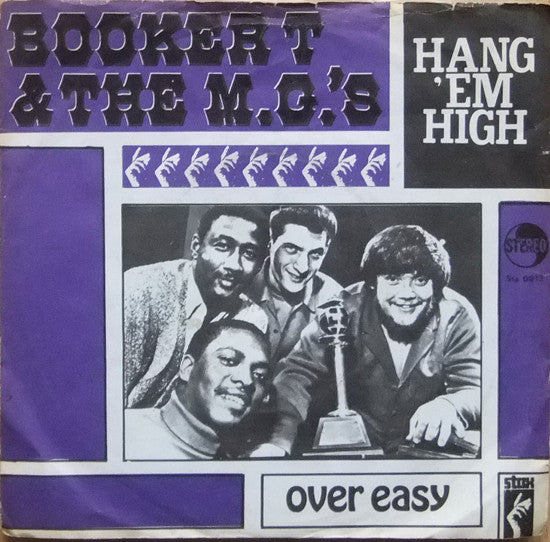 BOOKER T
& THE M.G.'S
HANG
'EM
HIGH
STEREO
over easy
stax